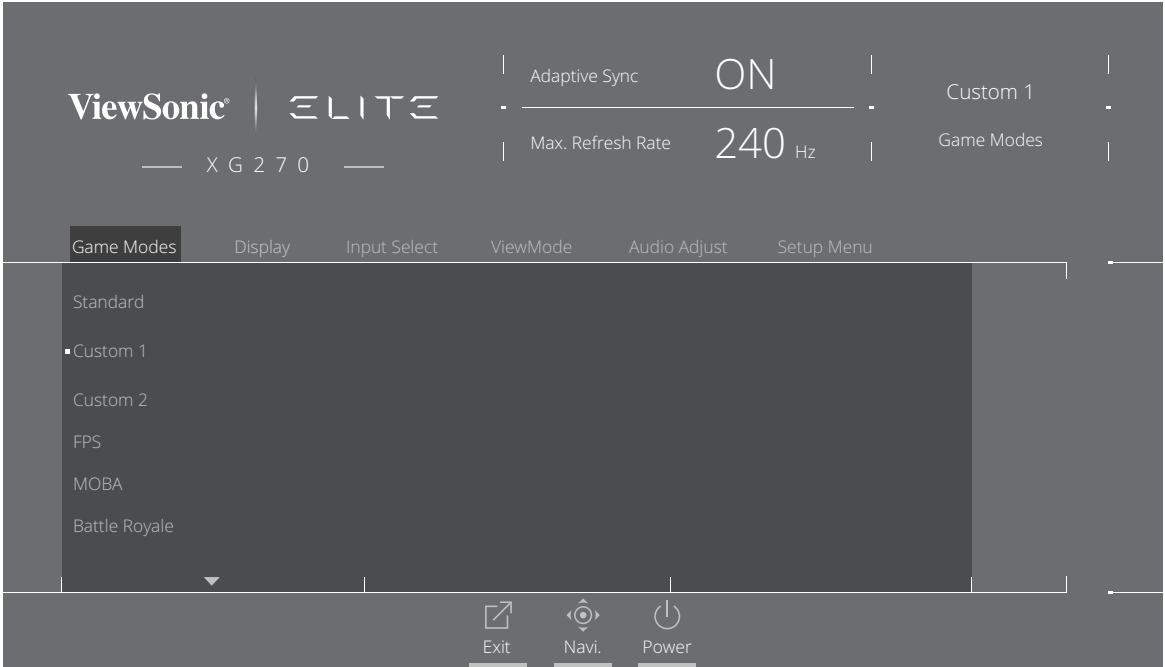 ViewSonic® ELITE
XG270
Adaptive Sync ON
Max. Refresh Rate 240 Hz
Custom 1
Game Modes
Game Modes Display Input Select ViewMode Audio Adjust Setup Menu
Standard
Custom 1
Custom 2
FPS
MOBA
Battle Royale
Exit Navi. Power